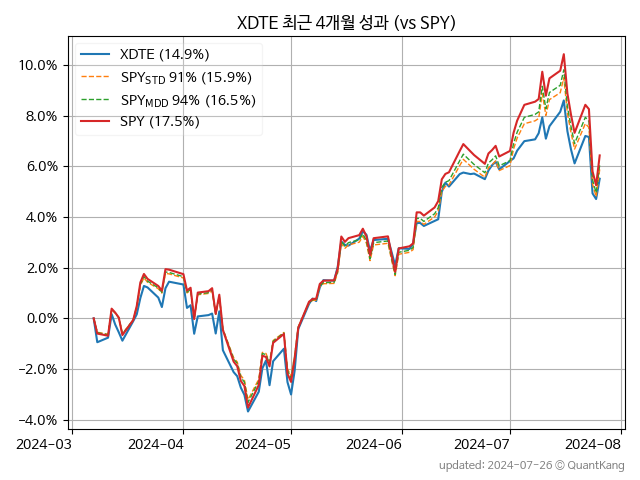 XDTE 최근 4개월 성과 (vs SPY)
XDTE (14.9%)
SPY_STD 91% (15.9%)
SPY_MDD 94% (16.5%)
SPY (17.5%)
10.0%
8.0%
6.0%
4.0%
2.0%
0.0%
−2.0%
−4.0%
2024-03 2024-04 2024-05 2024-06 2024-07 2024-08
updated: 2024-07-26 © QuantKang